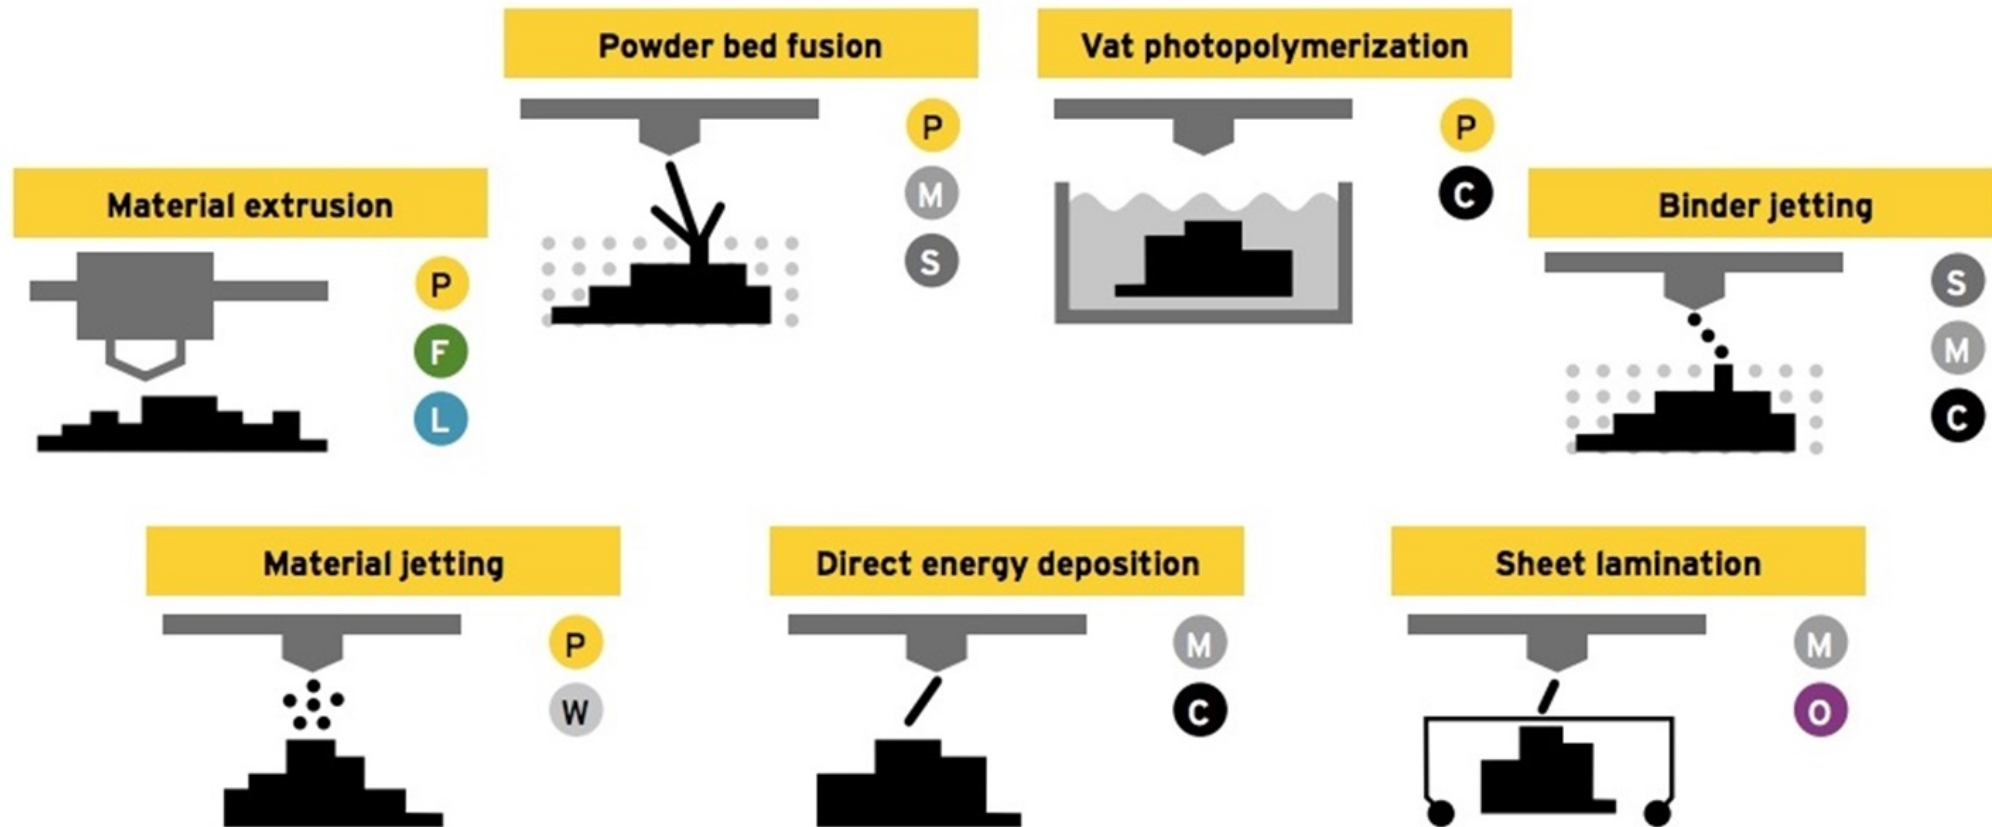 Powder bed fusion
P
M
S
Vat photopolymerization
P
C
Material extrusion
P
F
L
Binder jetting
S
M
C
Material jetting
P
W
Direct energy deposition
M
C
Sheet lamination
M
O